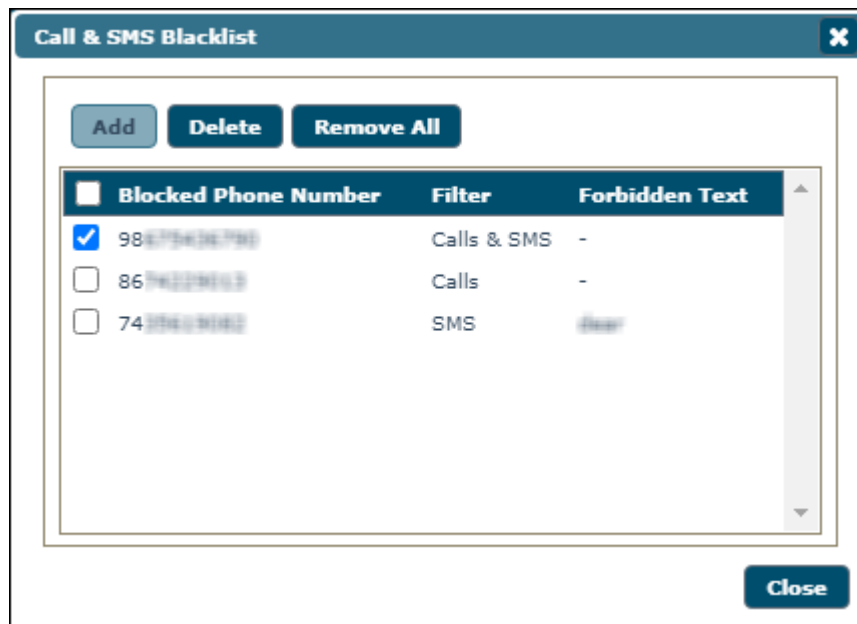 Call & SMS Blacklist
Add Delete Remove All
Blocked Phone Number Filter Forbidden Text
98 Calls & SMS -
86 Calls -
74 SMS
Close